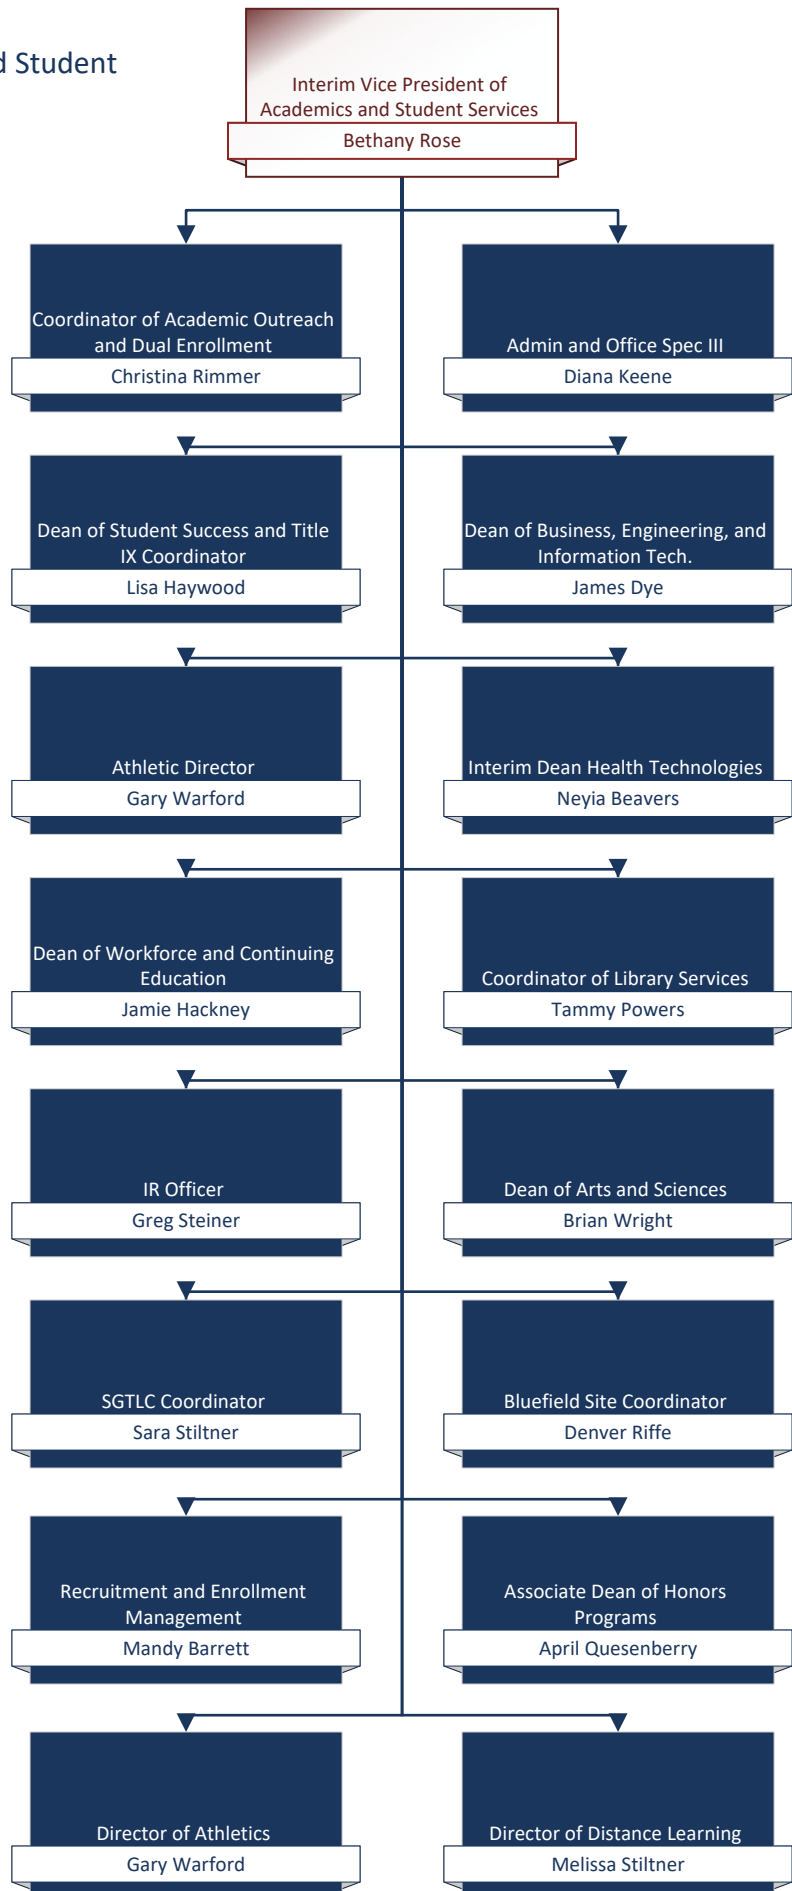 d Student
Interim Vice President of
Academics and Student Services
Bethany Rose
Coordinator of Academic Outreach
and Dual Enrollment
Christina Rimmer
Admin and Office Spec III
Diana Keene
Dean of Student Success and Title
IX Coordinator
Lisa Haywood
Dean of Business, Engineering, and
Information Tech.
James Dye
Athletic Director
Gary Warford
Interim Dean Health Technologies
Neyia Beavers
Dean of Workforce and Continuing
Education
Jamie Hackney
Coordinator of Library Services
Tammy Powers
IR Officer
Greg Steiner
Dean of Arts and Sciences
Brian Wright
SGTLC Coordinator
Sara Stiltner
Bluefield Site Coordinator
Denver Riffe
Recruitment and Enrollment
Management
Mandy Barrett
Associate Dean of Honors
Programs
April Quesenberry
Director of Athletics
Gary Warford
Director of Distance Learning
Melissa Stiltner